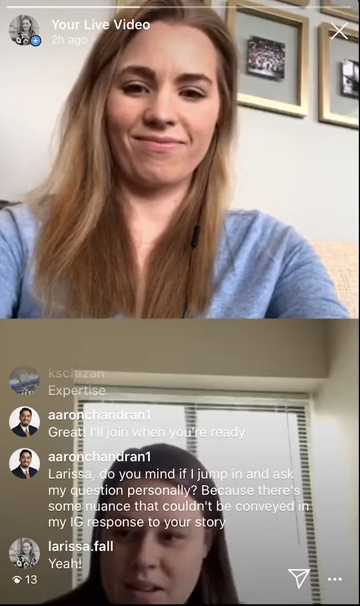 Your Live Video
2h ago
kschizan
Expertise
aaronchandran1
Great! I'll join when you're ready
aaronchandran1
Larissa, do you mind if I jump in and ask
my question personally? Because there's
some nuance that couldn't be conveyed in
my IG response to your story
larissa.fall
Yeah!
13